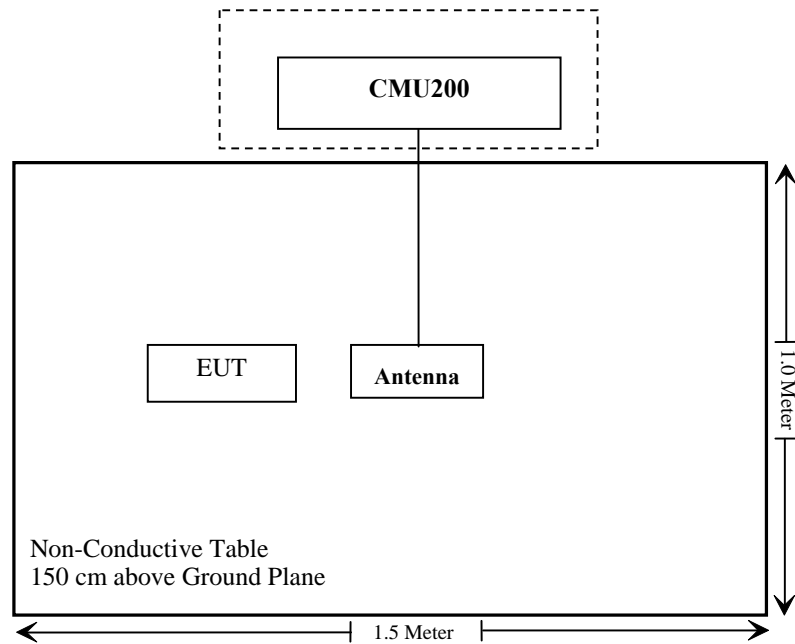 CMU200
EUT
Antenna
1.0 Meter
Non-Conductive Table
150 cm above Ground Plane
1.5 Meter